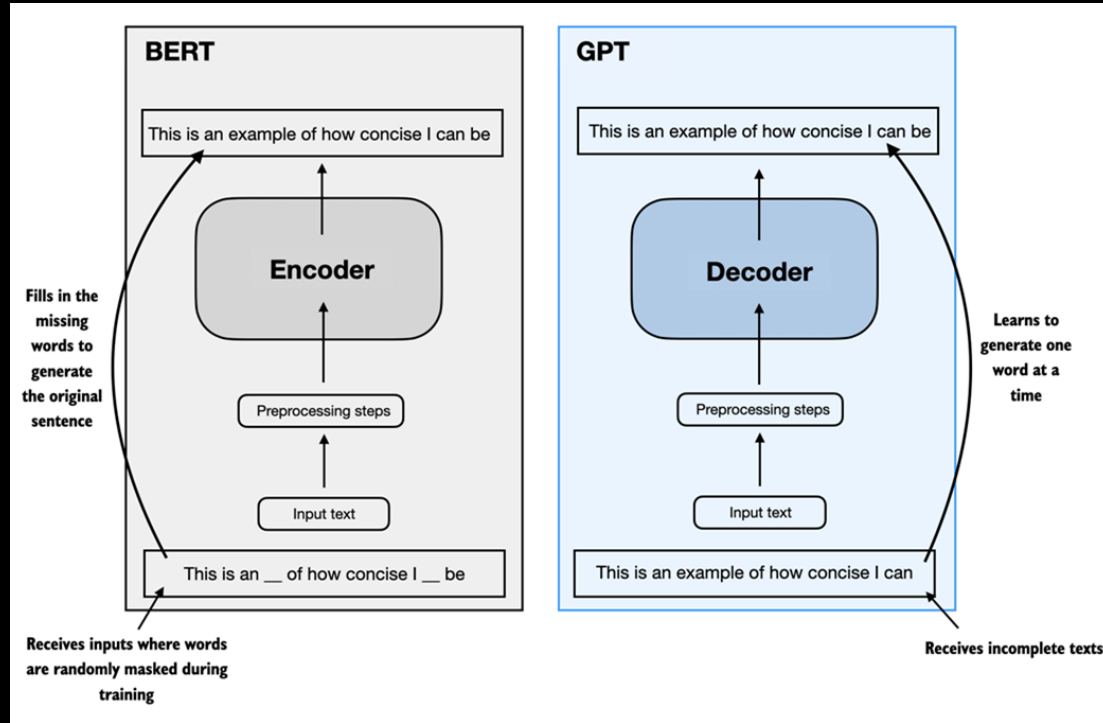 BERT
This is an example of how concise I can be
Encoder
Fills in the
missing
words to
generate
the original
sentence
Preprocessing steps
Input text
This is an __ of how concise I __ be
Receives inputs where words
are randomly masked during
training
GPT
This is an example of how concise I can be
Decoder
Learns to
generate one
word at a
time
Preprocessing steps
Input text
This is an example of how concise I can
Receives incomplete texts